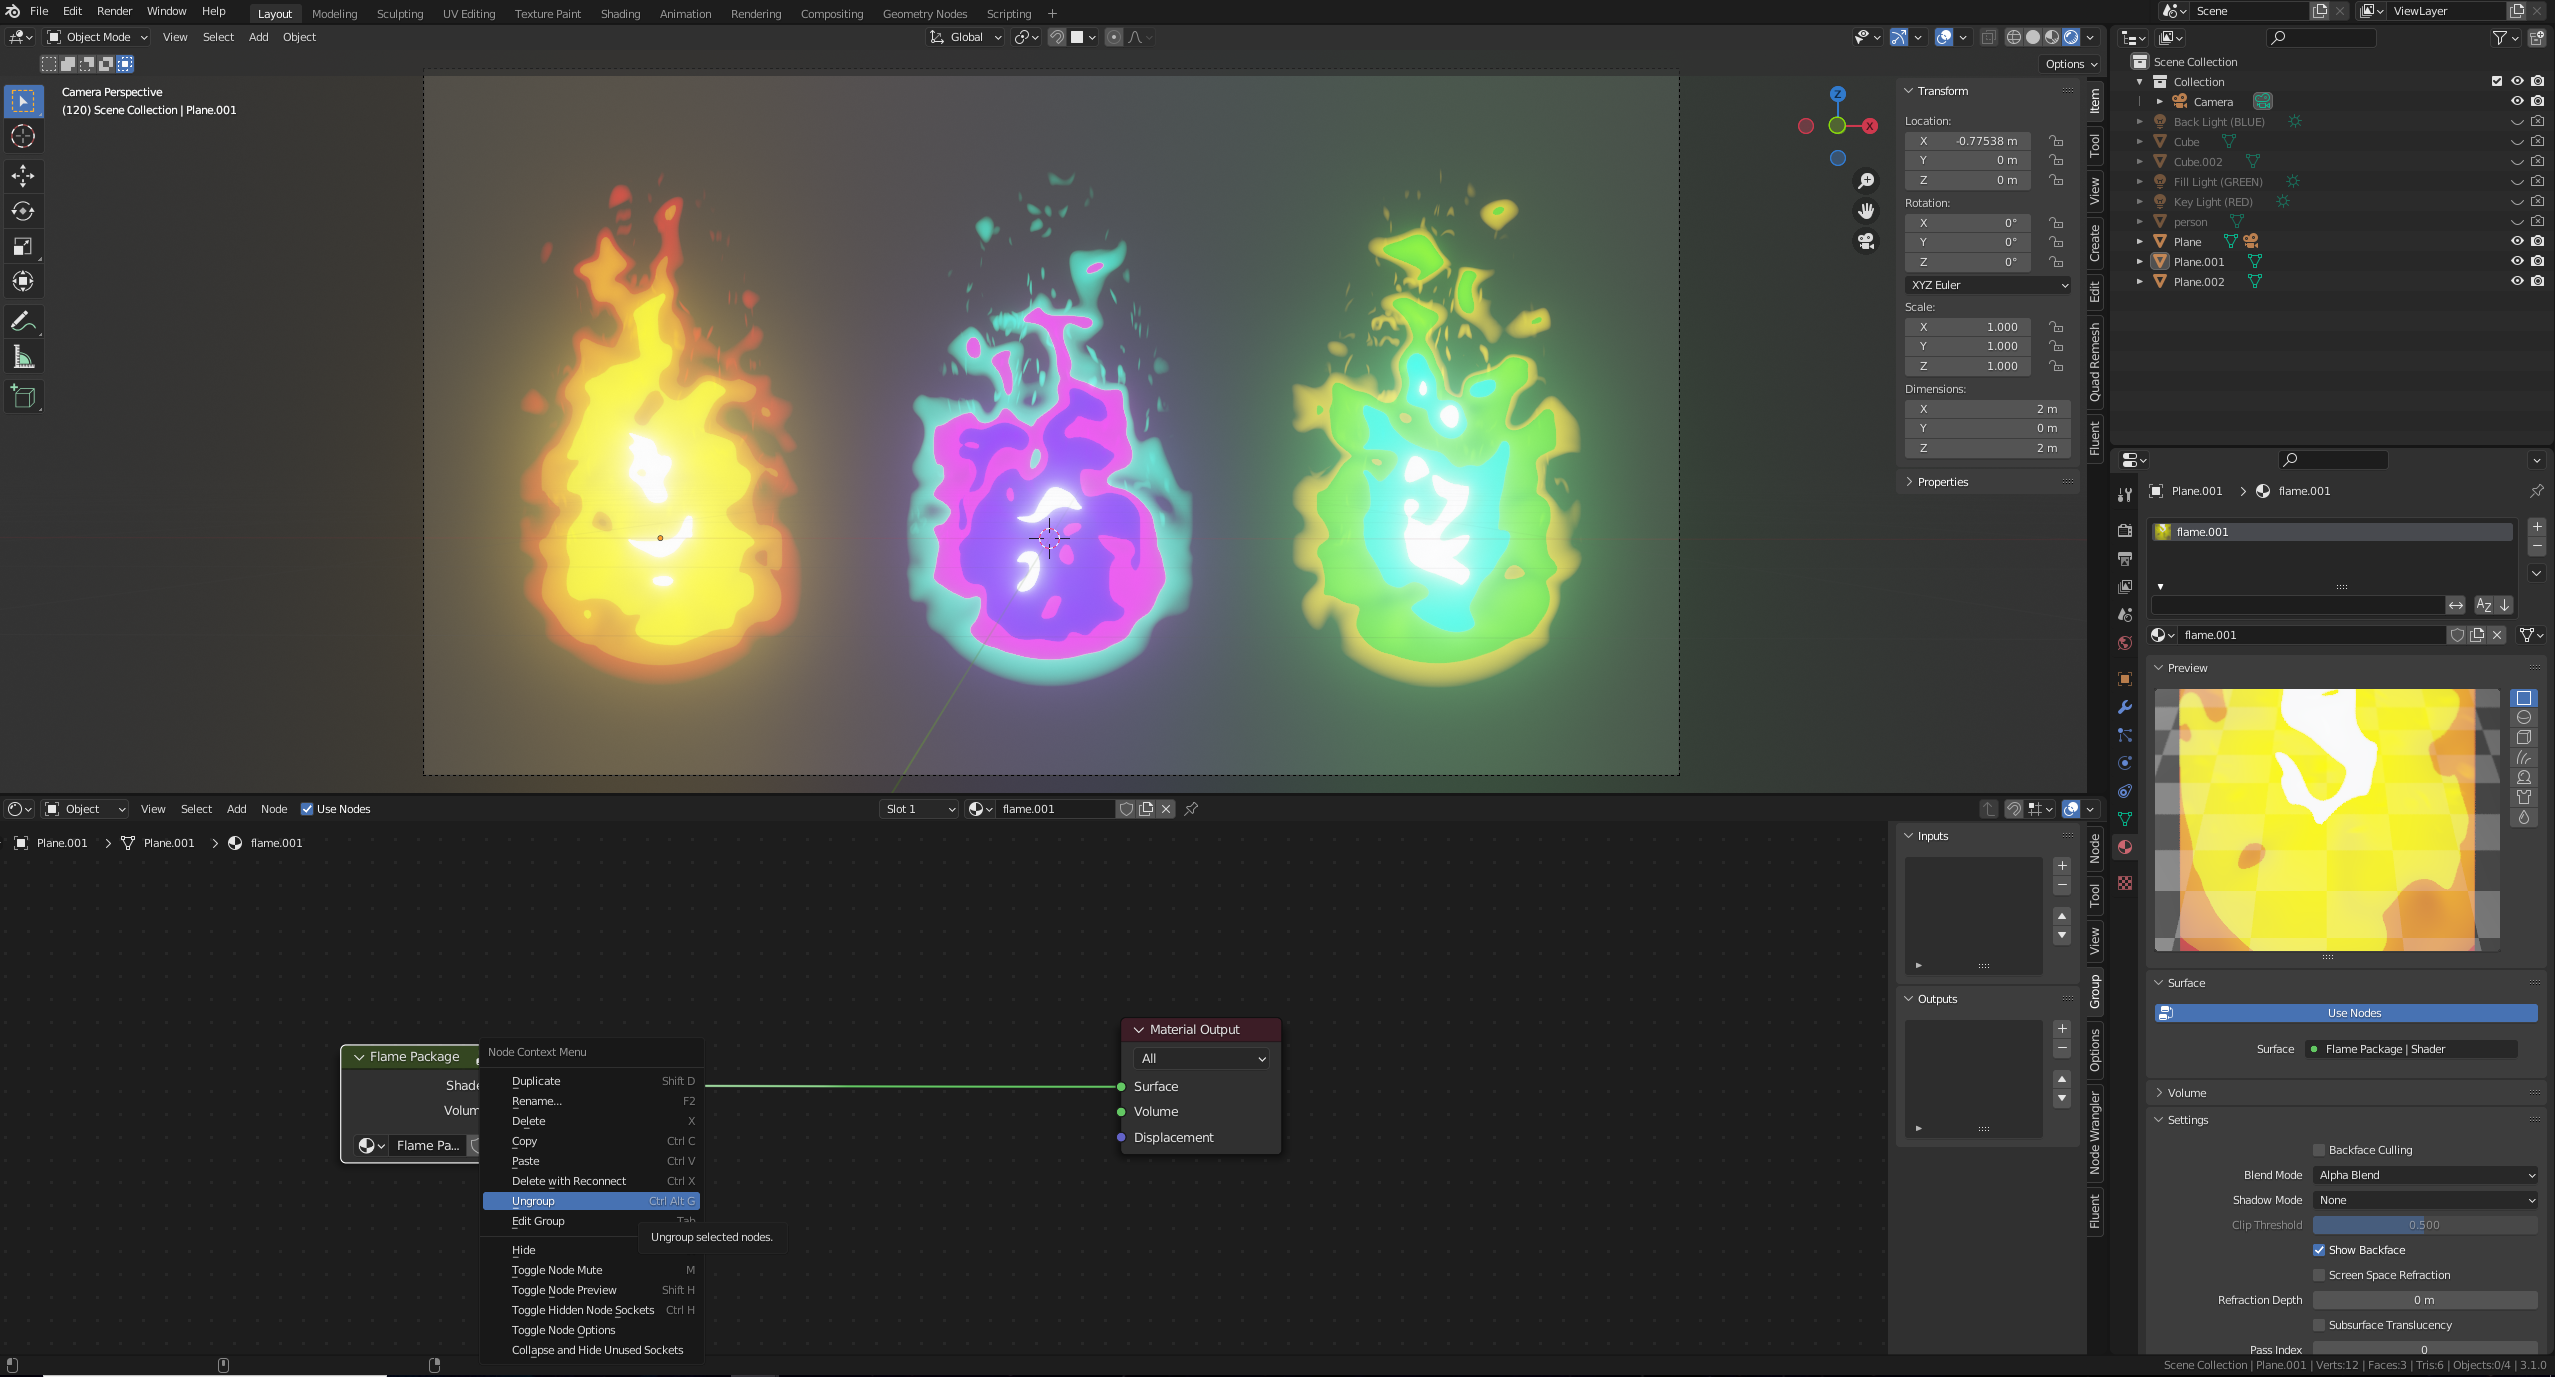 File Edit Render Window Help Layout Modeling Sculpting UV Editing Texture Paint Shading Animation Rendering Compositing Geometry Nodes Scripting + Scene ViewLayer
Object Mode View Select Add Object Global
Options
Camera Perspective
(120) Scene Collection | Plane.001
Z
X
Transform
Location:
X -0.77538 m
Y 0 m
Z 0 m
Rotation:
X 0°
Y 0°
Z 0°
XYZ Euler
Scale:
X 1.000
Y 1.000
Z 1.000
Dimensions:
X 2 m
Y 0 m
Z 2 m
Properties
Item
Tool
View
Create
Edit
Quad Remesh
Fluent
Scene Collection
Collection
Camera
Back Light (BLUE)
Cube
Cube.002
Fill Light (GREEN)
Key Light (RED)
person
Plane
Plane.001
Plane.002
Plane.001 > flame.001
flame.001
flame.001
Preview
Surface
Use Nodes
Surface Flame Package | Shader
Volume
Settings
Backface Culling
Blend Mode Alpha Blend
Shadow Mode None
Clip Threshold 0.500
Show Backface
Screen Space Refraction
Refraction Depth 0 m
Subsurface Translucency
Pass Index 0
Object View Select Add Node Use Nodes Slot 1 flame.001
Plane.001 > Plane.001 > flame.001
Flame Package
Shade
Volum
Flame Pa...
Node Context Menu
Duplicate Shift D
Rename... F2
Delete X
Copy Ctrl C
Paste Ctrl V
Delete with Reconnect Ctrl X
Ungroup Ctrl Alt G
Edit Group Tab
Ungroup selected nodes.
Hide
Toggle Node Mute M
Toggle Node Preview Shift H
Toggle Hidden Node Sockets Ctrl H
Toggle Node Options
Collapse and Hide Unused Sockets
Material Output
All
Surface
Volume
Displacement
Inputs
Outputs
Node
Tool
View
Group
Options
Node Wrangler
Fluent
Scene Collection | Plane.001 | Verts:12 | Faces:3 | Tris:6 | Objects:0/4 | 3.1.0